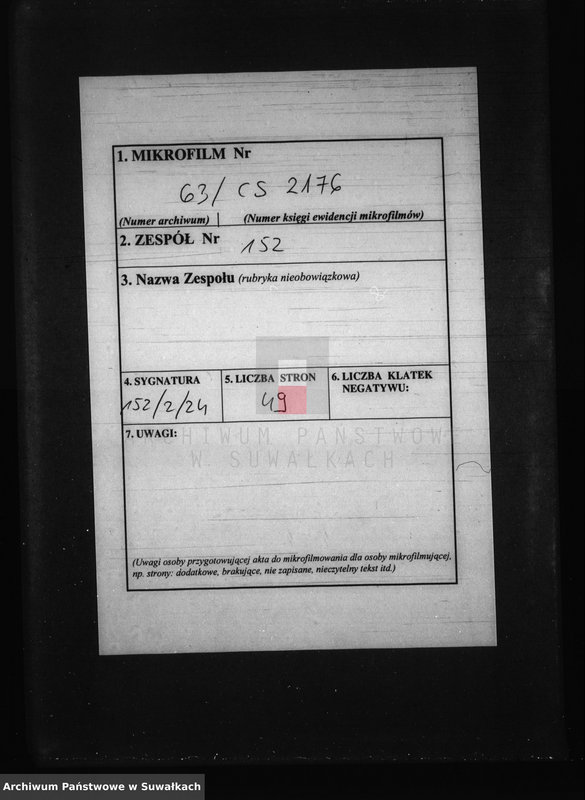 1. MIKROFILM Nr
63/ CS 2176
(Numer archiwum) (Numer księgi ewidencji mikrofilmów)
2. ZESPÓŁ Nr 152
3. Nazwa Zespołu (rubryka nieobowiązkowa)
4. SYGNATURA
152/2/24
5. LICZBA STRON
49
6. LICZBA KLATEK
NEGATYWU:
7. UWAGI:
ARCHIWUM PAŃSTWOWE
W SUWAŁKACH
(Uwagi osoby przygotowującej akta do mikrofilmowania dla osoby mikrofilmującej,
np. strony: dodatkowe, brakujące, nie zapisane, nieczytelny tekst itd.)
Archiwum Państwowe w Suwałkach